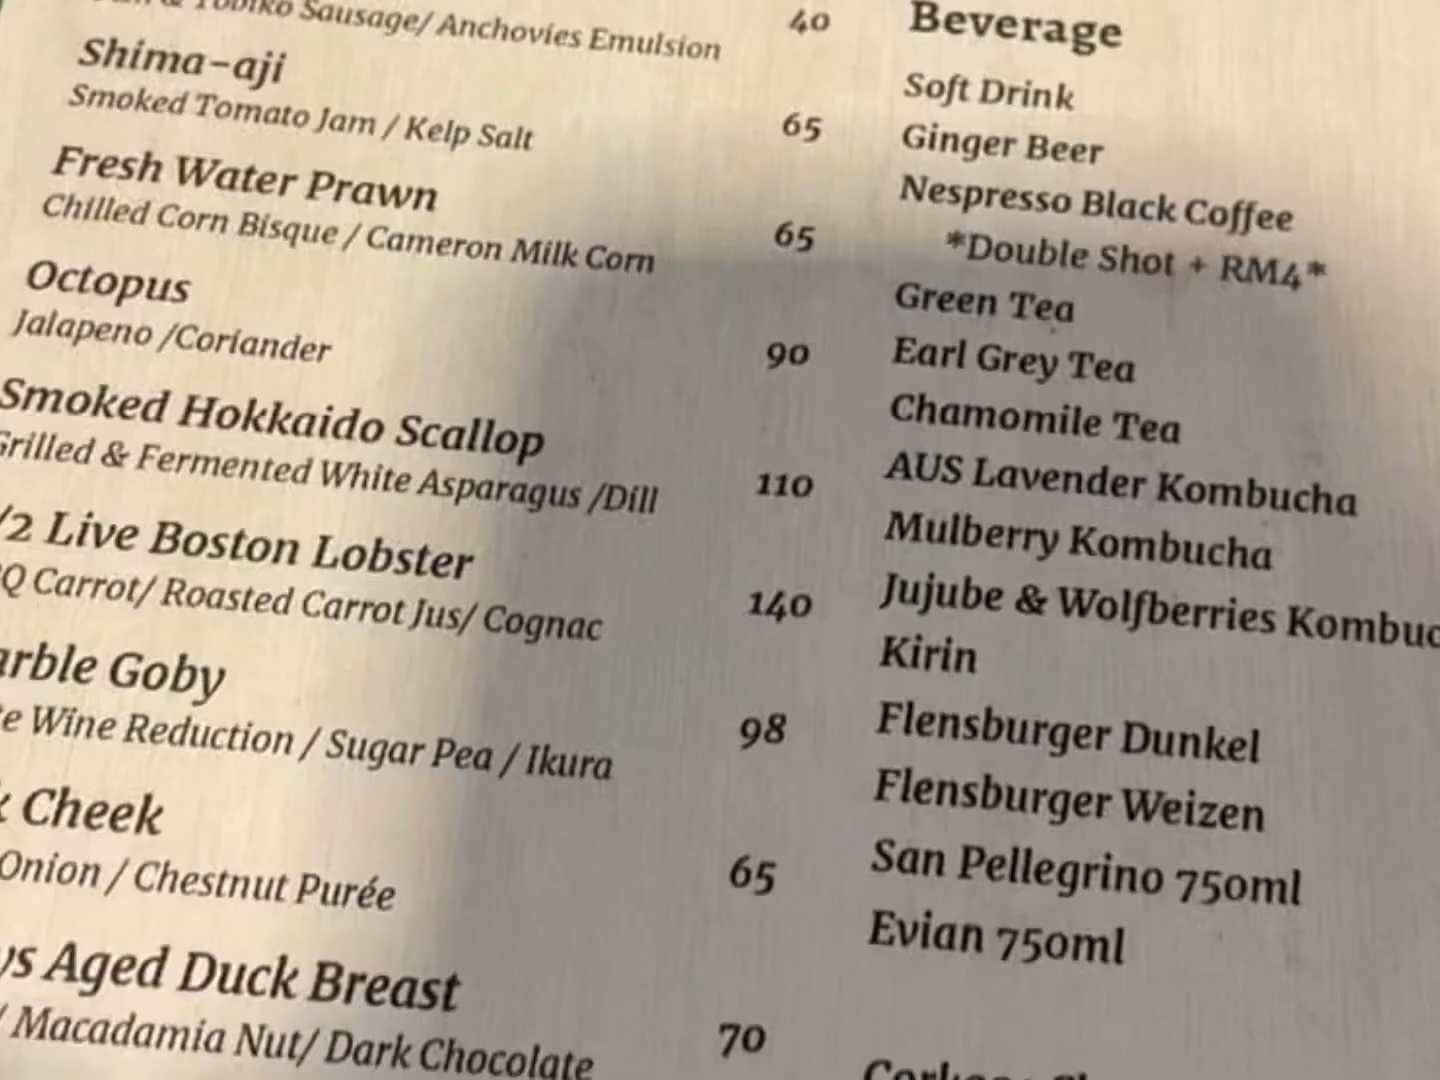 Tobiko Sausage/ Anchovies Emulsion 40
Shima-aji
Smoked Tomato Jam / Kelp Salt 65
Fresh Water Prawn
Chilled Corn Bisque / Cameron Milk Corn 65
Octopus
Jalapeno /Coriander 90
Smoked Hokkaido Scallop
Grilled & Fermented White Asparagus /Dill 110
/2 Live Boston Lobster
Q Carrot/ Roasted Carrot Jus/ Cognac 140
arble Goby
e Wine Reduction / Sugar Pea / Ikura 98
Cheek
Onion / Chestnut Purée 65
ys Aged Duck Breast
/ Macadamia Nut/ Dark Chocolate 70
Beverage
Soft Drink
Ginger Beer
Nespresso Black Coffee
*Double Shot + RM4*
Green Tea
Earl Grey Tea
Chamomile Tea
AUS Lavender Kombucha
Mulberry Kombucha
Jujube & Wolfberries Kombuc
Kirin
Flensburger Dunkel
Flensburger Weizen
San Pellegrino 750ml
Evian 750ml